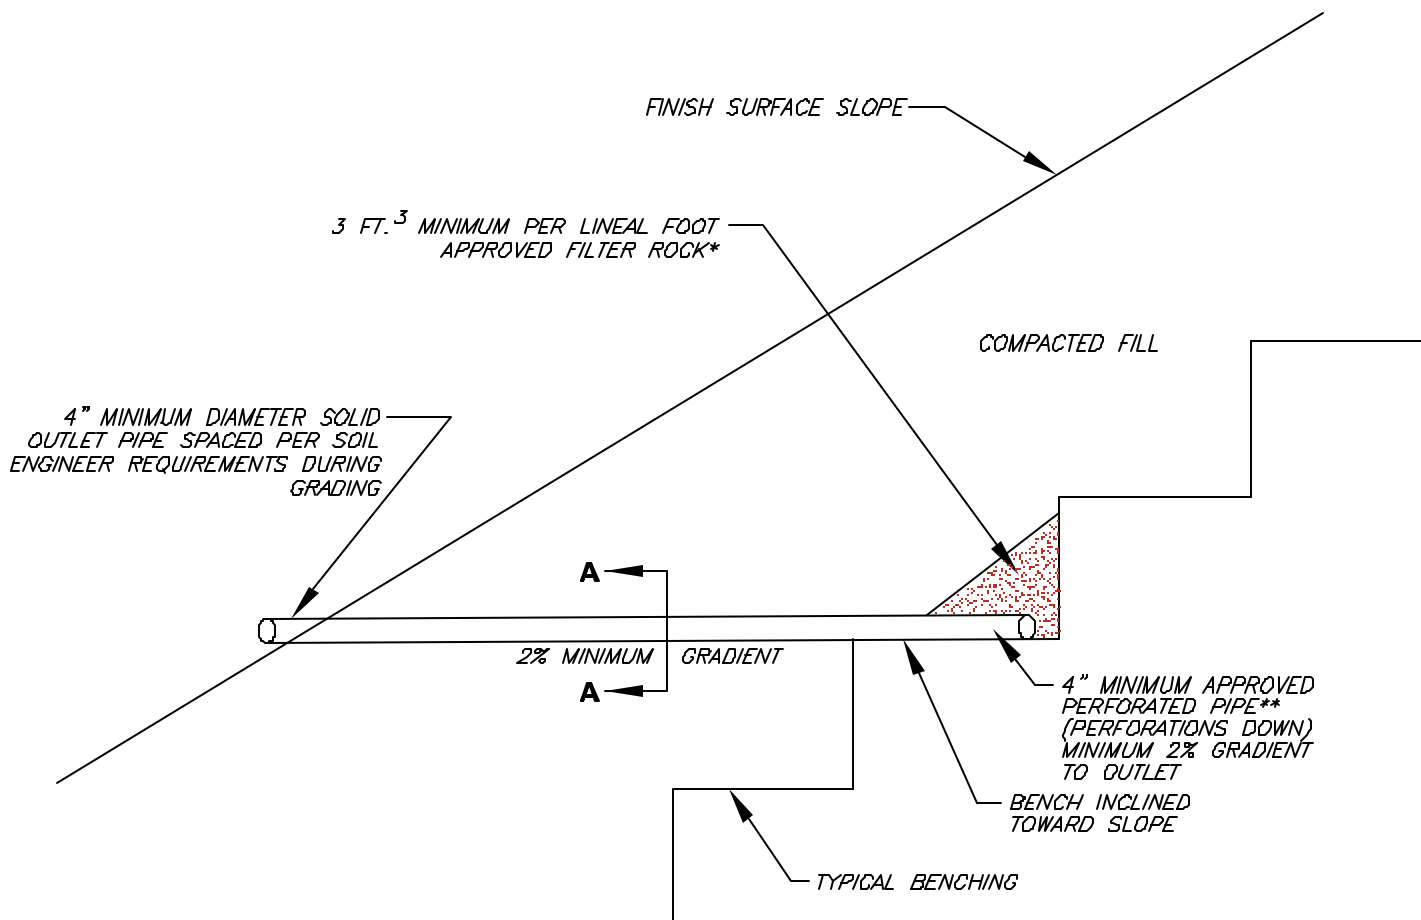 FINISH SURFACE SLOPE
3 FT.³ MINIMUM PER LINEAL FOOT
APPROVED FILTER ROCK*
COMPACTED FILL
4" MINIMUM DIAMETER SOLID
OUTLET PIPE SPACED PER SOIL
ENGINEER REQUIREMENTS DURING
GRADING
A
2% MINIMUM GRADIENT
A
4" MINIMUM APPROVED
PERFORATED PIPE**
(PERFORATIONS DOWN)
MINIMUM 2% GRADIENT
TO OUTLET
BENCH INCLINED
TOWARD SLOPE
TYPICAL BENCHING